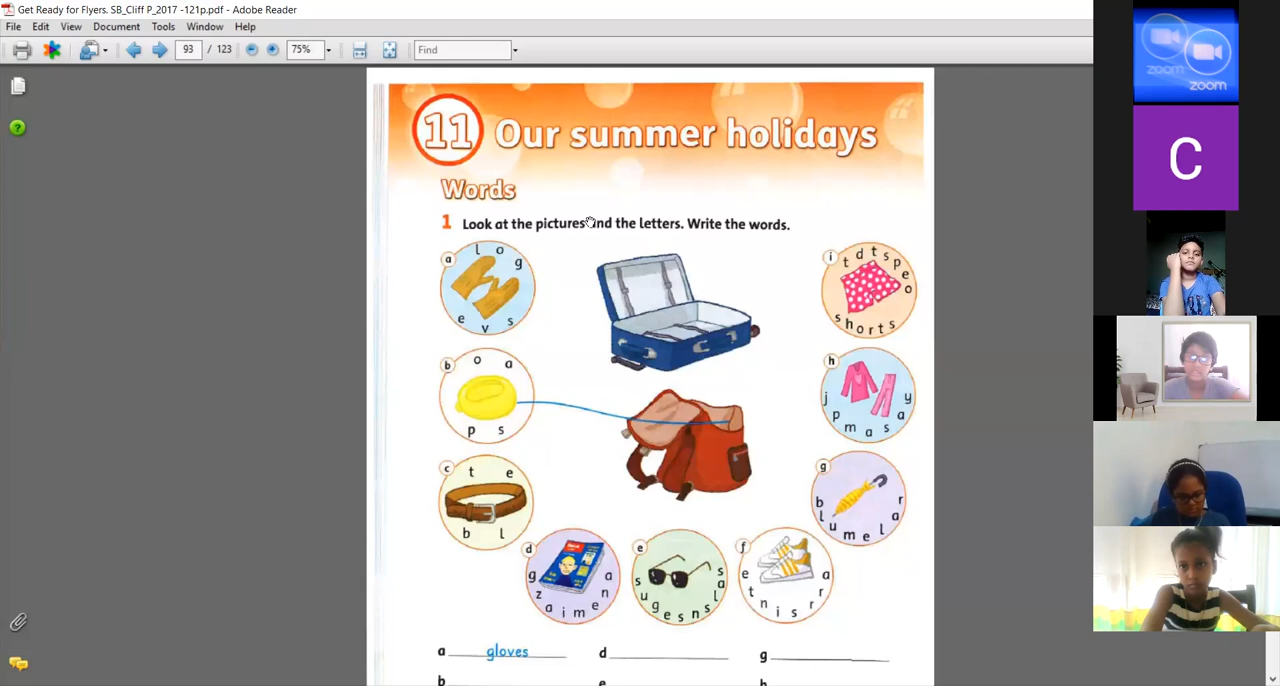 Get Ready for Flyers. SB_Cliff P_2017 -121p.pdf - Adobe Reader
File Edit View Document Tools Window Help
93 / 123 75% Find
zoom
zoom
C
11 Our summer holidays
Words
1 Look at the pictures and the letters. Write the words.
a l o g
e v s
i t d t s p e o
s h o r t s
b o a
p s
h j y
p m a s a
c t e
b l
g b r
l u m e l a
d g a
z a i m e n
e s s
u g e s n s l a
f e a
t n i s r r
a gloves d g
b e h